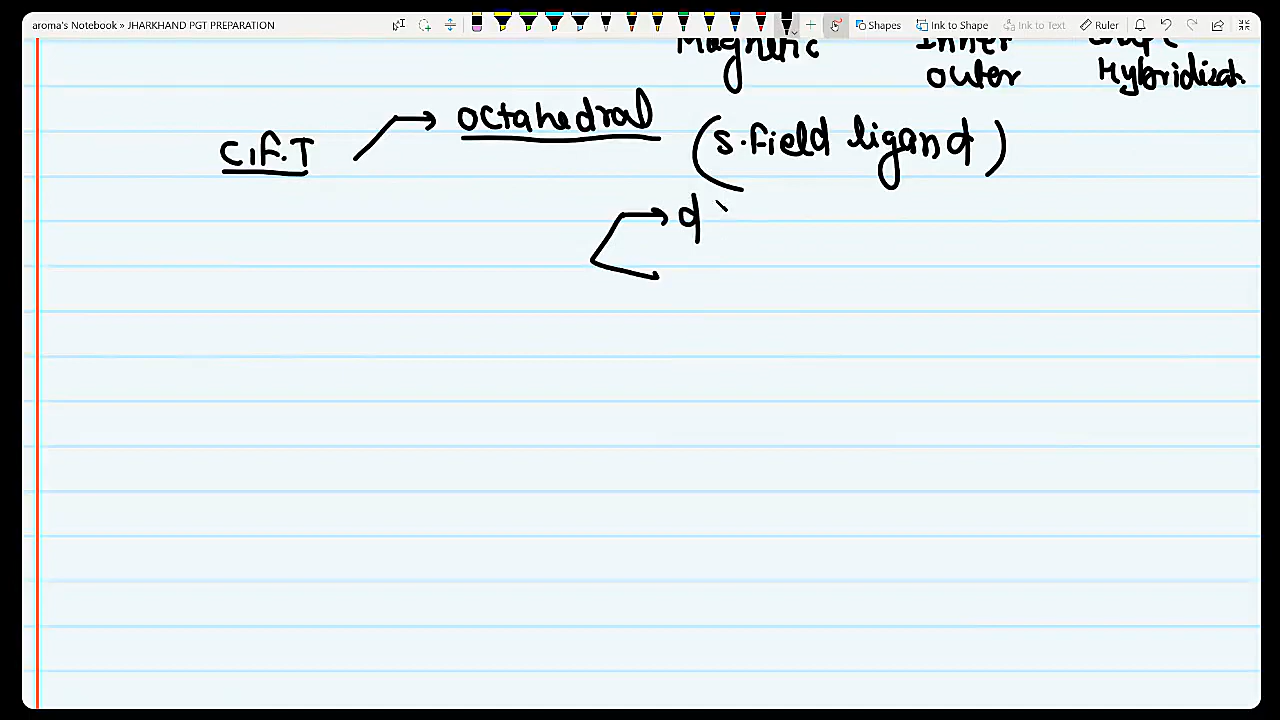 aroma's Notebook » JHARKHAND PGT PREPARATION
Shapes Ink to Shape Ink to Text Ruler
Magnetic Inner
outer Hybridizat
C.F.T octahedral (S.field ligand)
d